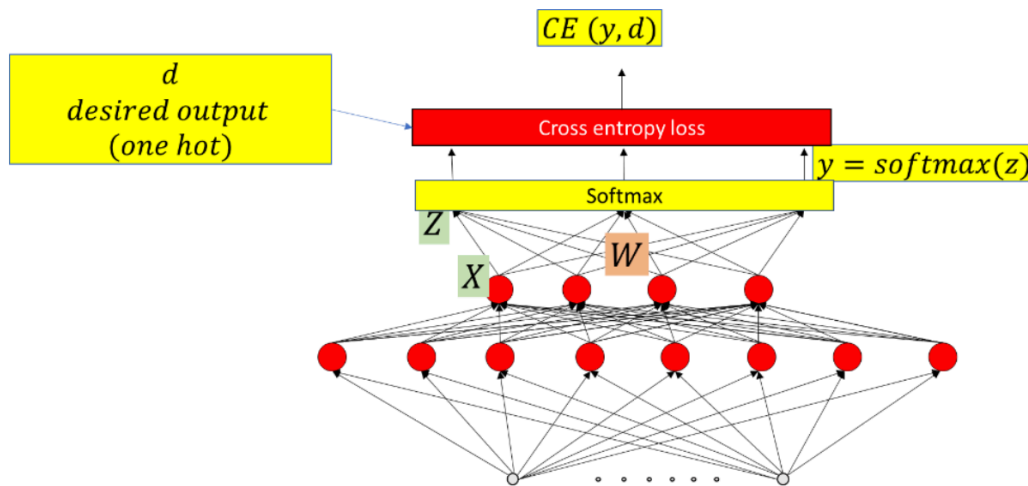 CE (y, d)
d
desired output
(one hot)
Cross entropy loss
y = softmax(z)
Softmax
Z
W
X